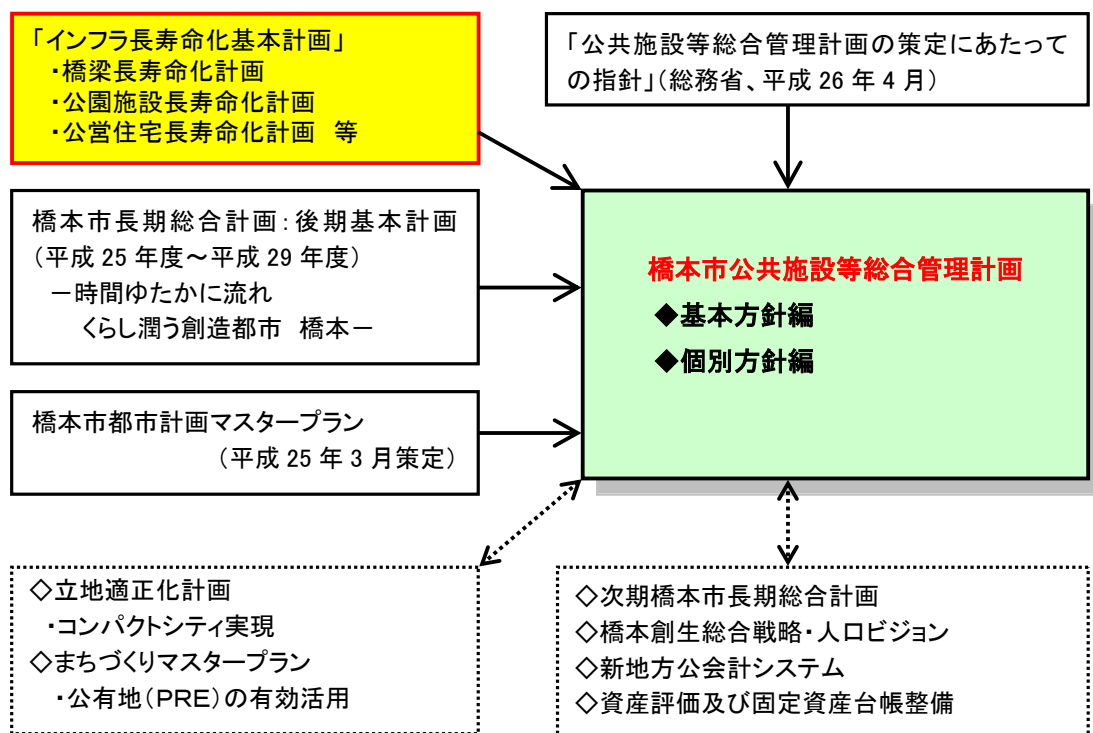 「インフラ長寿命化基本計画」
・橋梁長寿命化計画
・公園施設長寿命化計画
・公営住宅長寿命化計画　等
「公共施設等総合管理計画の策定にあたって
の指針」（総務省、平成 26 年 4 月）
橋本市長期総合計画：後期基本計画
（平成 25 年度～平成 29 年度）
－時間ゆたかに流れ
くらし潤う創造都市　橋本－
橋本市都市計画マスタープラン
（平成 25 年 3 月策定）
橋本市公共施設等総合管理計画
◆基本方針編
◆個別方針編
◇立地適正化計画
・コンパクトシティ実現
◇まちづくりマスタープラン
・公有地（ＰＲＥ）の有効活用
◇次期橋本市長期総合計画
◇橋本創生総合戦略・人口ビジョン
◇新地方公会計システム
◇資産評価及び固定資産台帳整備